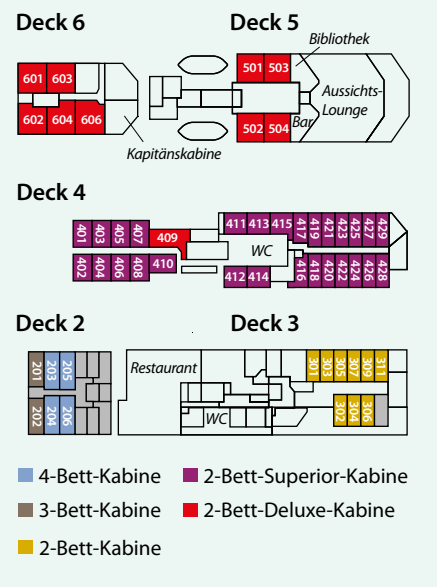 Deck 6
Deck 5
Bibliothek
601 603
501 503
Aussichts-
Lounge
602 604 606
502 504
Bar
Kapitänskabine
Deck 4
401 403 405 407
409
411 413 415 417 419 421 423 425 427 429
WC
402 404 406 408 410
412 414
416 418 420 422 424 426 428
Deck 2
Deck 3
201 203 205
Restaurant
301 303 305 307 309 311
202 204 206
WC
302 304 306
4-Bett-Kabine
2-Bett-Superior-Kabine
3-Bett-Kabine
2-Bett-Deluxe-Kabine
2-Bett-Kabine